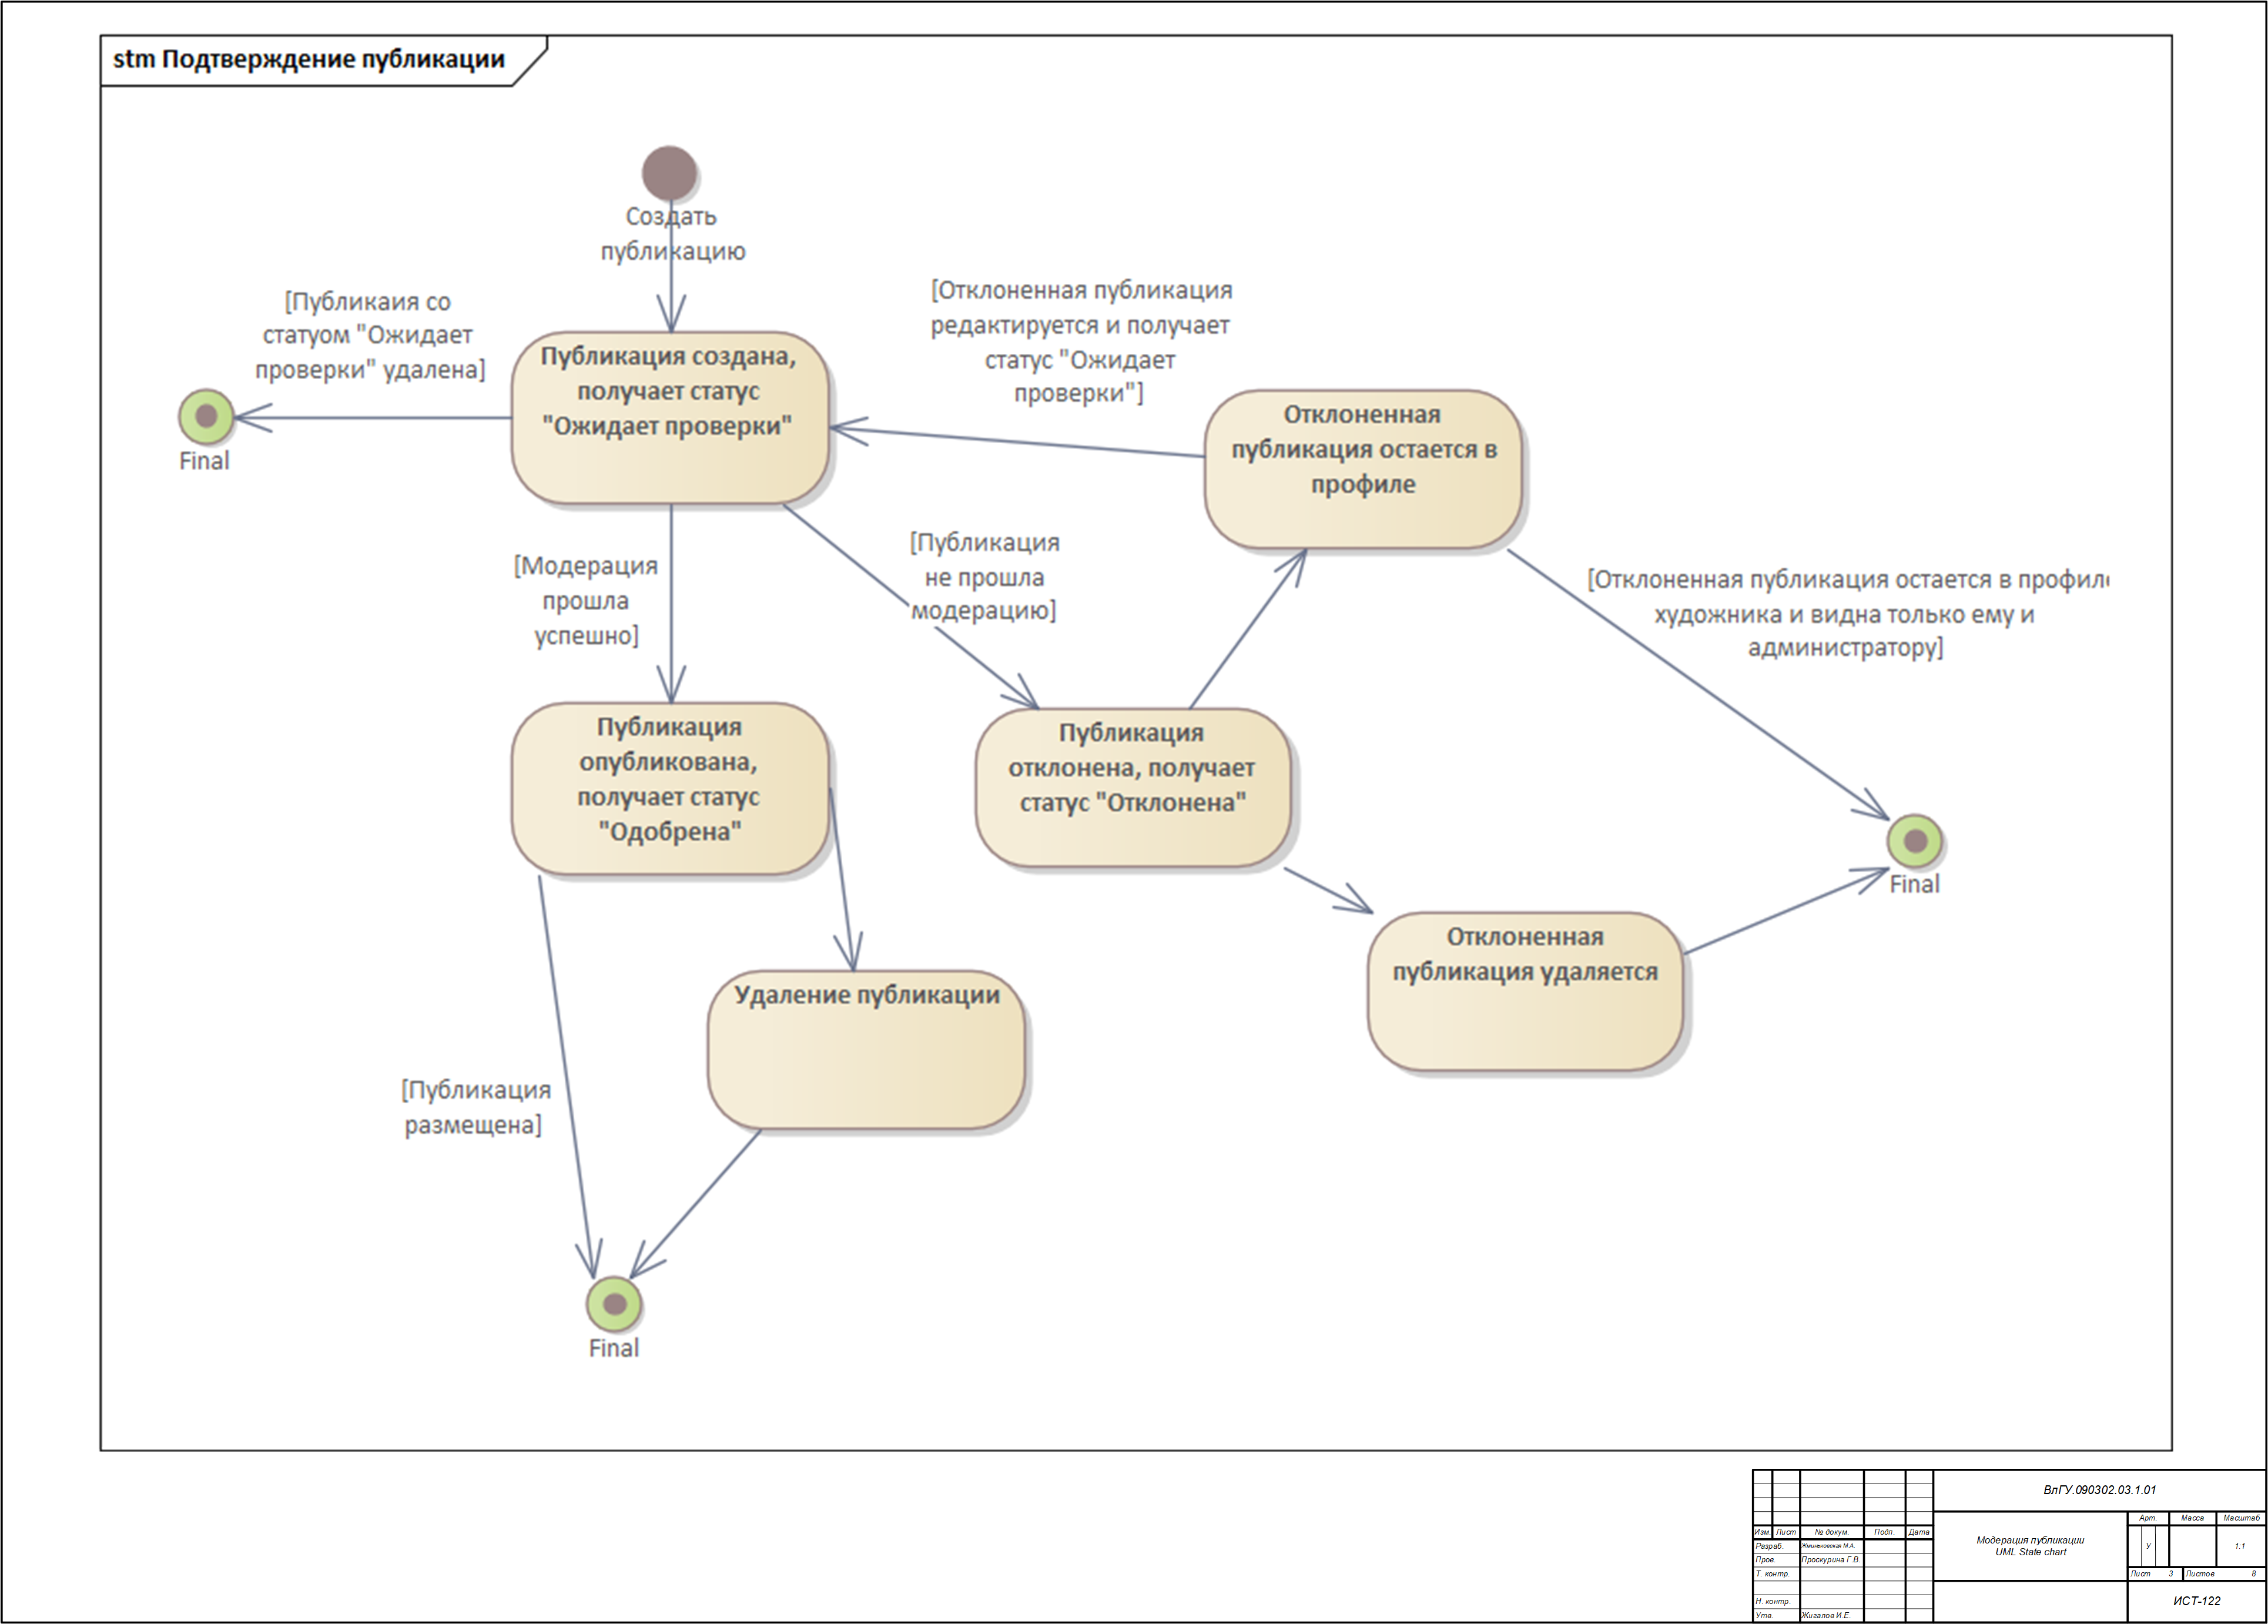 stm Подтверждение публикации
Создать
публикацию
[Публикаия со
статуом "Ожидает
проверки" удалена]
Final
Публикация создана,
получает статус
"Ожидает проверки"
[Отклоненная публикация
редактируется и получает
статус "Ожидает
проверки"]
Отклоненная
публикация остается в
профиле
[Модерация
прошла
успешно]
[Публикация
не прошла
модерацию]
[Отклоненная публикация остается в профиле
художника и видна только ему и
администратору]
Публикация
опубликована,
получает статус
"Одобрена"
Публикация
отклонена, получает
статус "Отклонена"
Final
Отклоненная
публикация удаляется
Удаление публикации
[Публикация
размещена]
Final
ВлГУ.090302.03.1.01
Изм. Лист № докум. Подп. Дата
Разраб. Жминьковская М.А.
Пров. Проскурина Г.В.
Т. контр.
Н. контр.
Утв. Жигалов И.Е.
Модерация публикации
UML State chart
Арт. Масса Масштаб
У 1:1
Лист 3 Листов 8
ИСТ-122